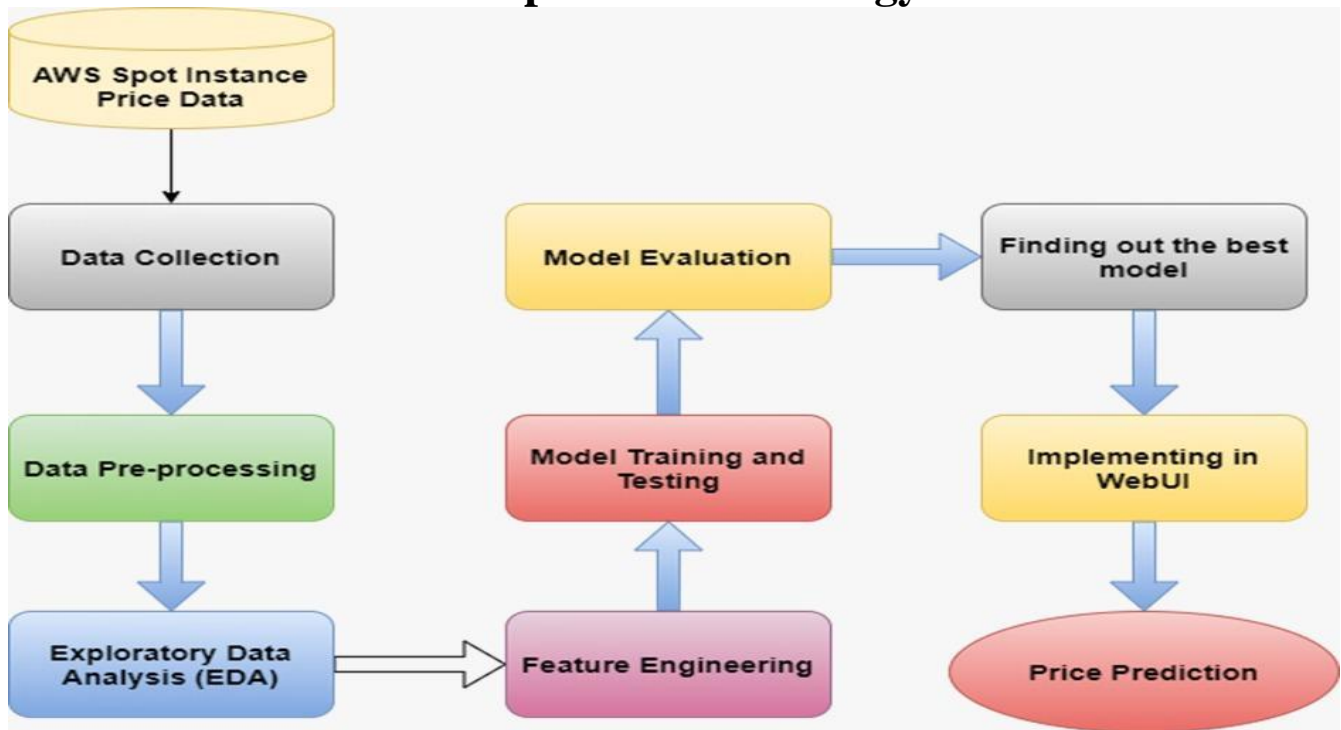 AWS Spot Instance
Price Data
Data Collection
Data Pre-processing
Exploratory Data
Analysis (EDA)
Feature Engineering
Model Training and
Testing
Model Evaluation
Finding out the best
model
Implementing in
WebUI
Price Prediction